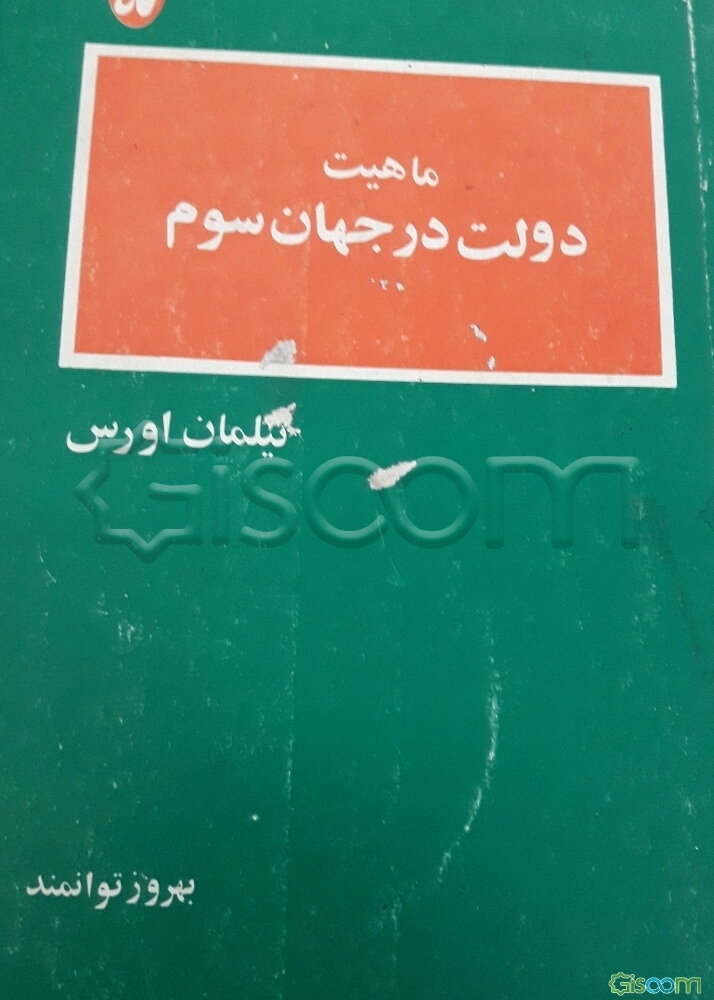 ماهیت
دولت در جهان سوم
تیلمان اورس
Giscom
بهروز توانمند
Giscom